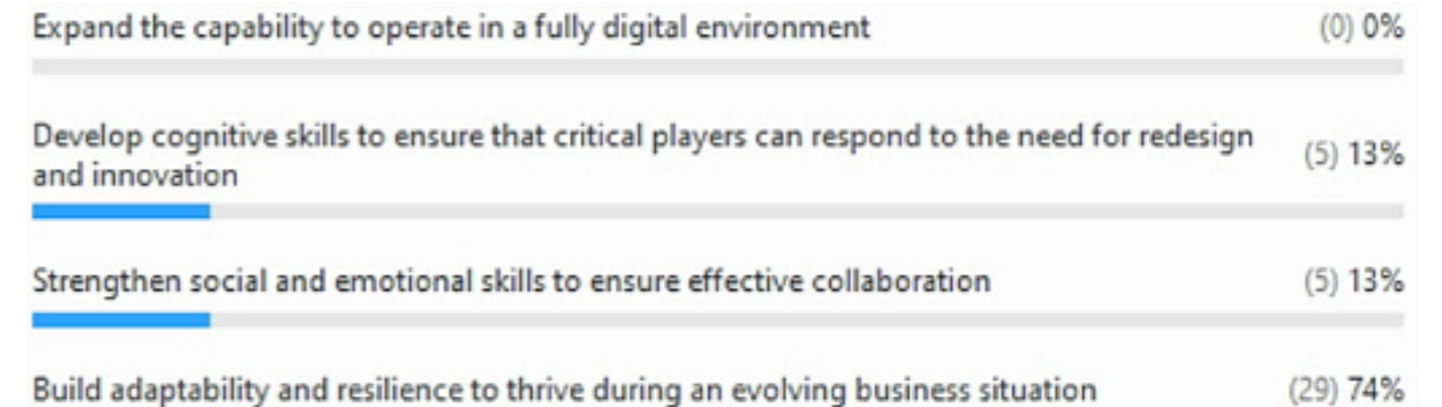 Expand the capability to operate in a fully digital environment (0) 0%
Develop cognitive skills to ensure that critical players can respond to the need for redesign
and innovation (5) 13%
Strengthen social and emotional skills to ensure effective collaboration (5) 13%
Build adaptability and resilience to thrive during an evolving business situation (29) 74%